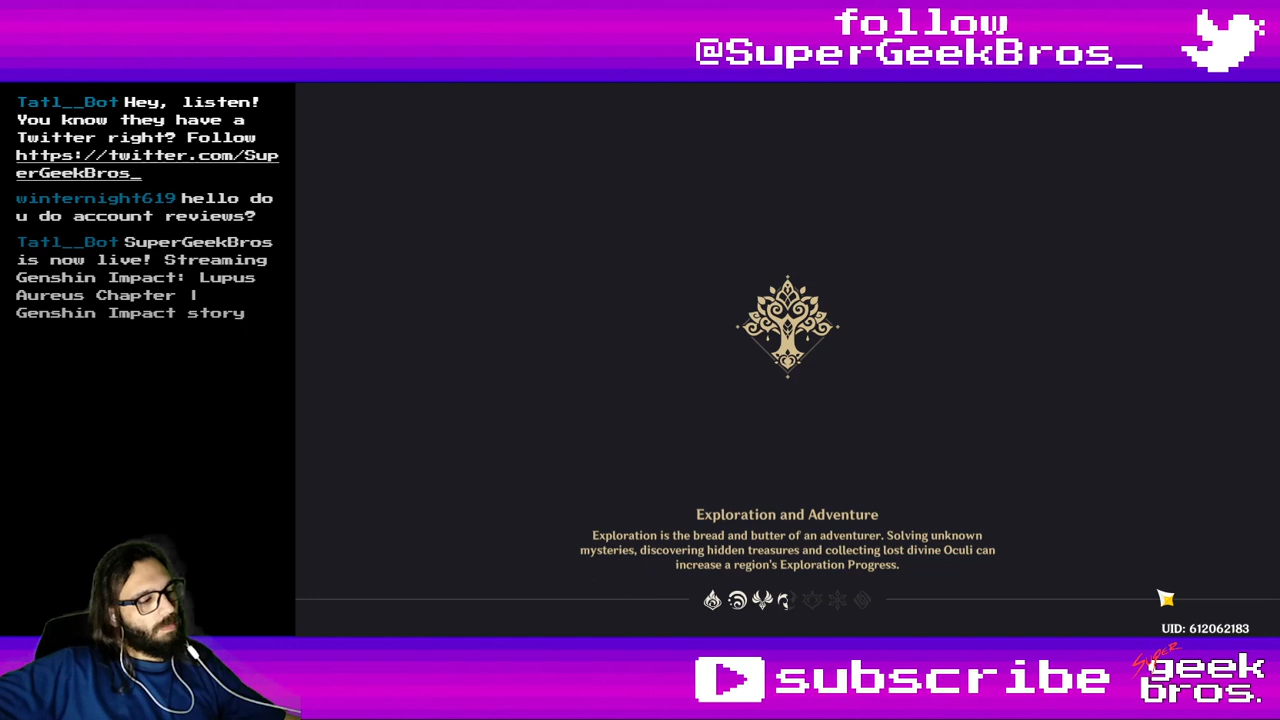 follow
@SuperGeekBros_
Tatl__Bot Hey, listen!
You know they have a
Twitter right? Follow
https://twitter.com/Sup
erGeekBros_
winternight619 hello do
u do account reviews?
Tatl__Bot SuperGeekBros
is now live! Streaming
Genshin Impact: Lupus
Aureus Chapter |
Genshin Impact story
Exploration and Adventure
Exploration is the bread and butter of an adventurer. Solving unknown
mysteries, discovering hidden treasures and collecting lost divine Oculi can
increase a region's Exploration Progress.
UID: 612062183
subscribe
SUPER
geek
bros.